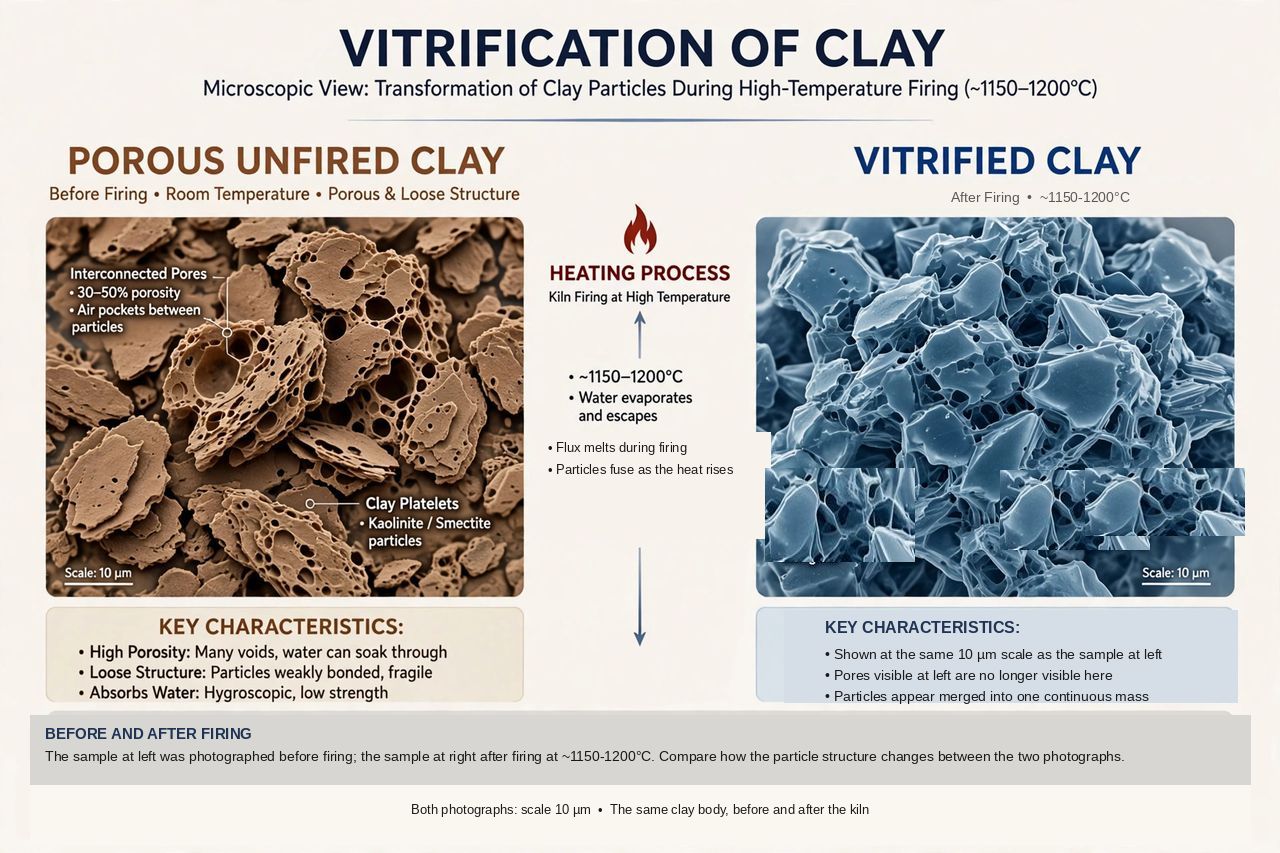 VITRIFICATION OF CLAY
Microscopic View: Transformation of Clay Particles During High-Temperature Firing (~1150–1200°C)
POROUS UNFIRED CLAY
Before Firing • Room Temperature • Porous & Loose Structure
Interconnected Pores
• 30–50% porosity
• Air pockets between
particles
Clay Platelets
• Kaolinite / Smectite
particles
Scale: 10 µm
KEY CHARACTERISTICS:
• High Porosity: Many voids, water can soak through
• Loose Structure: Particles weakly bonded, fragile
• Absorbs Water: Hygroscopic, low strength
HEATING PROCESS
Kiln Firing at High Temperature
• ~1150–1200°C
• Water evaporates
and escapes
• Flux melts during firing
• Particles fuse as the heat rises
VITRIFIED CLAY
After Firing • ~1150-1200°C
Scale: 10 µm
KEY CHARACTERISTICS:
• Shown at the same 10 µm scale as the sample at left
• Pores visible at left are no longer visible here
• Particles appear merged into one continuous mass
BEFORE AND AFTER FIRING
The sample at left was photographed before firing; the sample at right after firing at ~1150-1200°C. Compare how the particle structure changes between the two photographs.
Both photographs: scale 10 µm • The same clay body, before and after the kiln